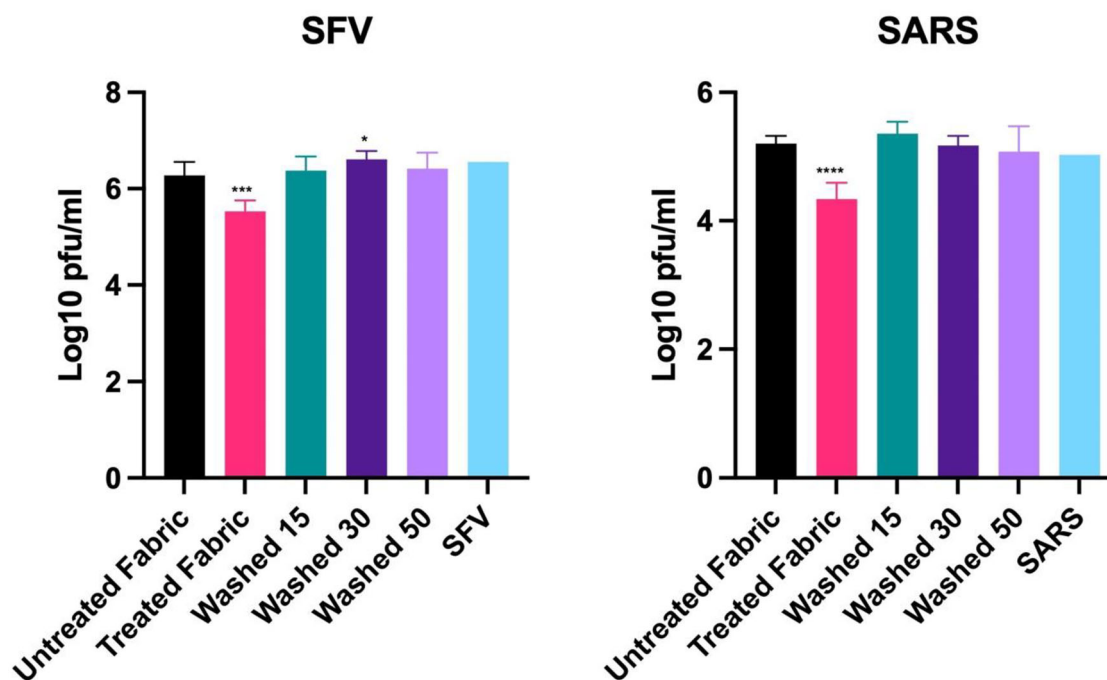 SFV
8
6
4
2
0
Log10 pfu/ml
***
*
Untreated Fabric
Treated Fabric
Washed 15
Washed 30
Washed 50
SFV
SARS
6
4
2
0
Log10 pfu/ml
****
Untreated Fabric
Treated Fabric
Washed 15
Washed 30
Washed 50
SARS